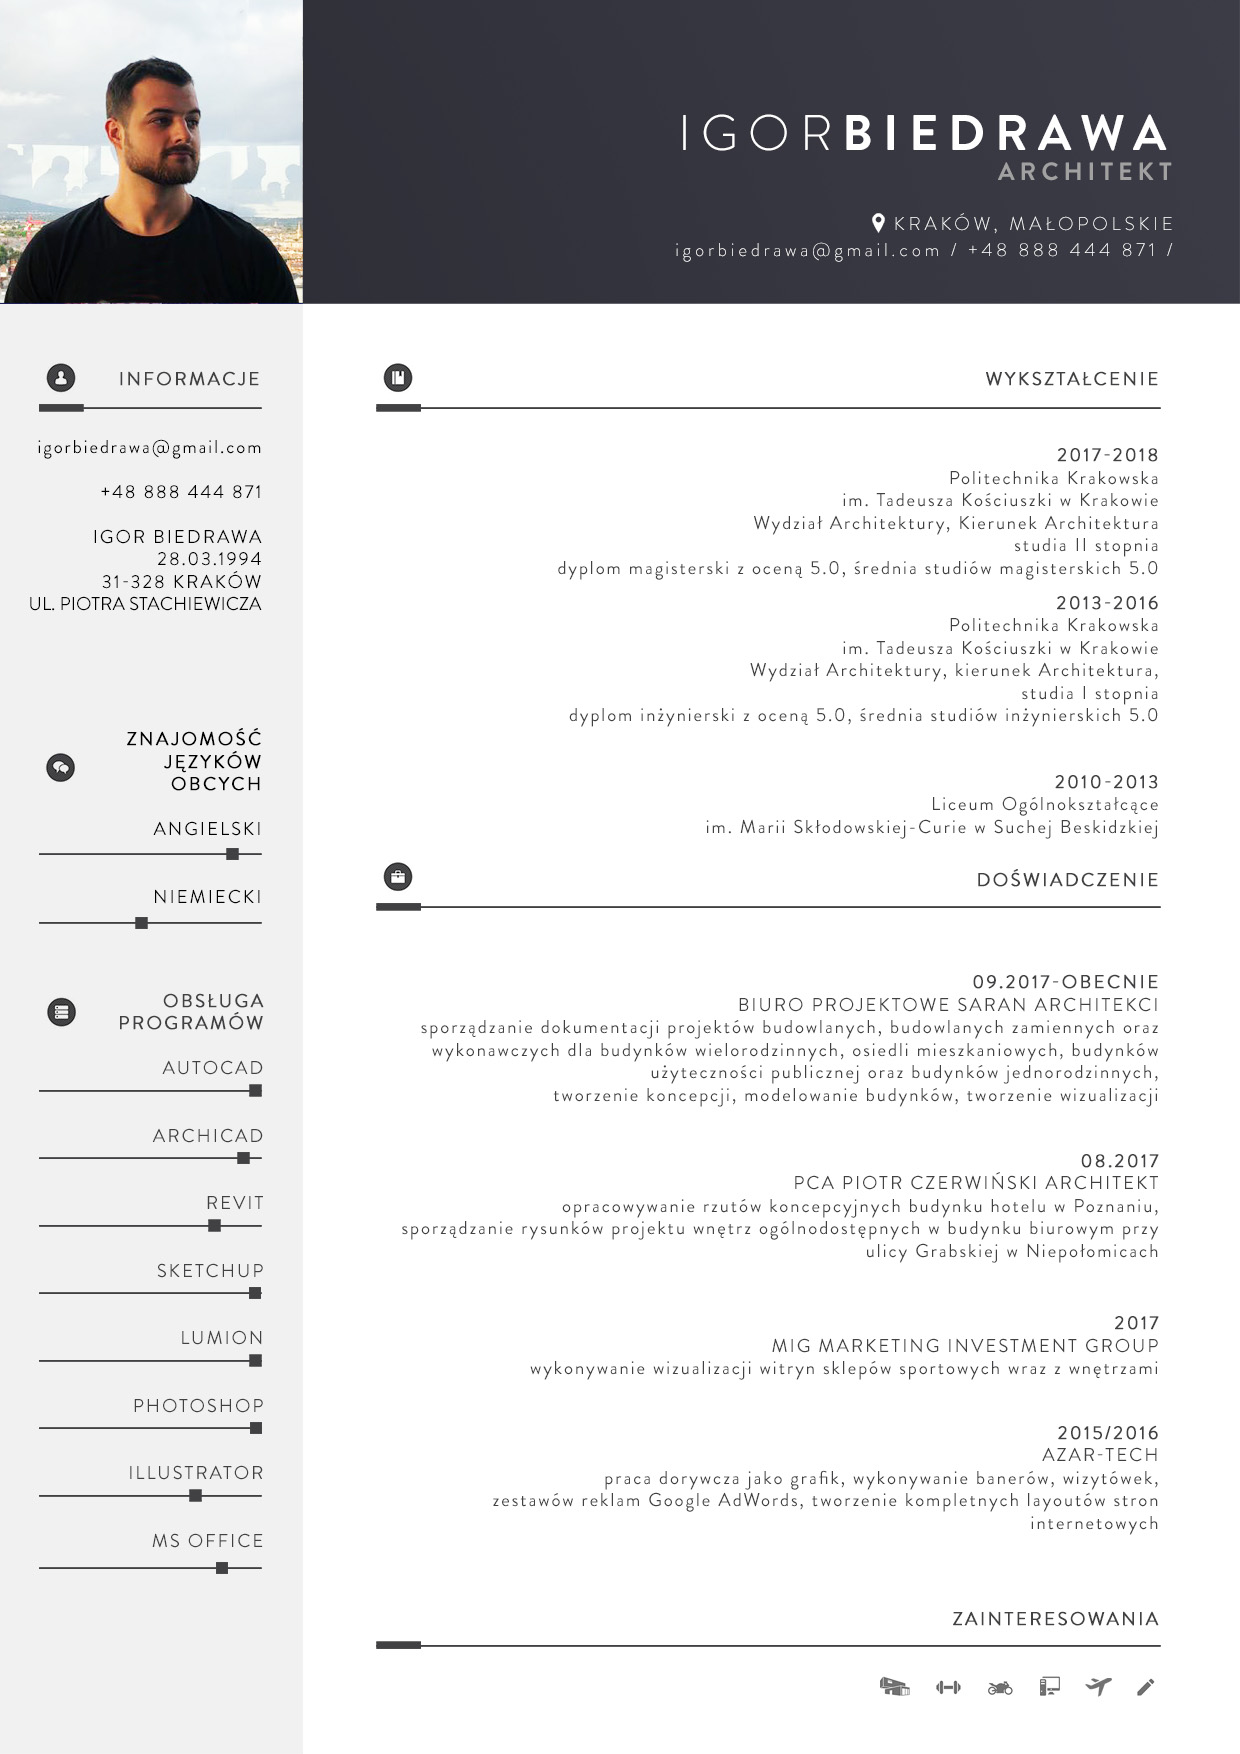 IGORBIEDRAWA
ARCHITEKT
KRAKÓW, MAŁOPOLSKIE
igorbiedrawa@gmail.com / +48 888 444 871 /
INFORMACJE
igorbiedrawa@gmail.com
+48 888 444 871
IGOR BIEDRAWA
28.03.1994
31-328 KRAKÓW
UL. PIOTRA STACHIEWICZA
ZNAJOMOŚĆ
JĘZYKÓW
OBCYCH
ANGIELSKI
NIEMIECKI
OBSŁUGA
PROGRAMÓW
AUTOCAD
ARCHICAD
REVIT
SKETCHUP
LUMION
PHOTOSHOP
ILLUSTRATOR
MS OFFICE
WYKSZTAŁCENIE
2017-2018
Politechnika Krakowska
im. Tadeusza Kościuszki w Krakowie
Wydział Architektury, Kierunek Architektura
studia II stopnia
dyplom magisterski z oceną 5.0, średnia studiów magisterskich 5.0
2013-2016
Politechnika Krakowska
im. Tadeusza Kościuszki w Krakowie
Wydział Architektury, kierunek Architektura,
studia I stopnia
dyplom inżynierski z oceną 5.0, średnia studiów inżynierskich 5.0
2010-2013
Liceum Ogólnokształcące
im. Marii Skłodowskiej-Curie w Suchej Beskidzkiej
DOŚWIADCZENIE
09.2017-OBECNIE
BIURO PROJEKTOWE SARAN ARCHITEKCI
sporządzanie dokumentacji projektów budowlanych, budowlanych zamiennych oraz
wykonawczych dla budynków wielorodzinnych, osiedli mieszkaniowych, budynków
użyteczności publicznej oraz budynków jednorodzinnych,
tworzenie koncepcji, modelowanie budynków, tworzenie wizualizacji
08.2017
PCA PIOTR CZERWIŃSKI ARCHITEKT
opracowywanie rzutów koncepcyjnych budynku hotelu w Poznaniu,
sporządzanie rysunków projektu wnętrz ogólnodostępnych w budynku biurowym przy
ulicy Grabskiej w Niepołomicach
2017
MIG MARKETING INVESTMENT GROUP
wykonywanie wizualizacji witryn sklepów sportowych wraz z wnętrzami
2015/2016
AZAR-TECH
praca dorywcza jako grafik, wykonywanie banerów, wizytówek,
zestawów reklam Google AdWords, tworzenie kompletnych layoutów stron
internetowych
ZAINTERESOWANIA